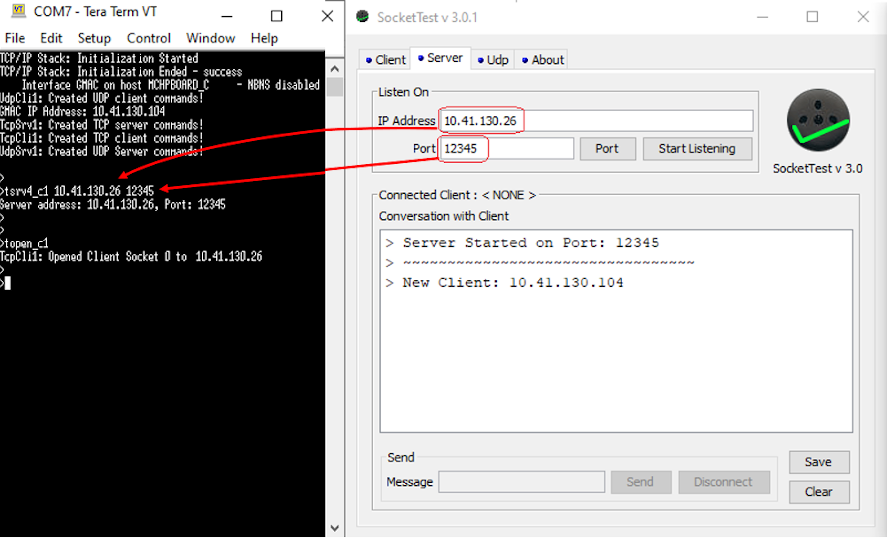 COM7 - Tera Term VT
File Edit Setup Control Window Help
TCP/IP Stack: Initialization Started
TCP/IP Stack: Initialization Ended - success
Interface GMAC on host MCHPBOARD_C - NBNS disabled
UdpCli1: Created UDP client commands!
GMAC IP Address: 10.41.130.104
TcpSrv1: Created TCP server commands!
TcpCli1: Created TCP client commands!
UdpSrv1: Created UDP Server commands!
>
>tsrv4_c1 10.41.130.26 12345
Server address: 10.41.130.26, Port: 12345
>
>
>topen_c1
TcpCli1: Opened Client Socket 0 to 10.41.130.26
>
>
SocketTest v 3.0.1
Client Server Udp About
Listen On
IP Address 10.41.130.26
Port 12345 Port Start Listening
SocketTest v 3.0
Connected Client : < NONE >
Conversation with Client
> Server Started on Port: 12345
> ~~~~~~~~~~~~~~~~~~~~~~~~~~~~~~~~~
> New Client: 10.41.130.104
Send
Message Send Disconnect
Save
Clear